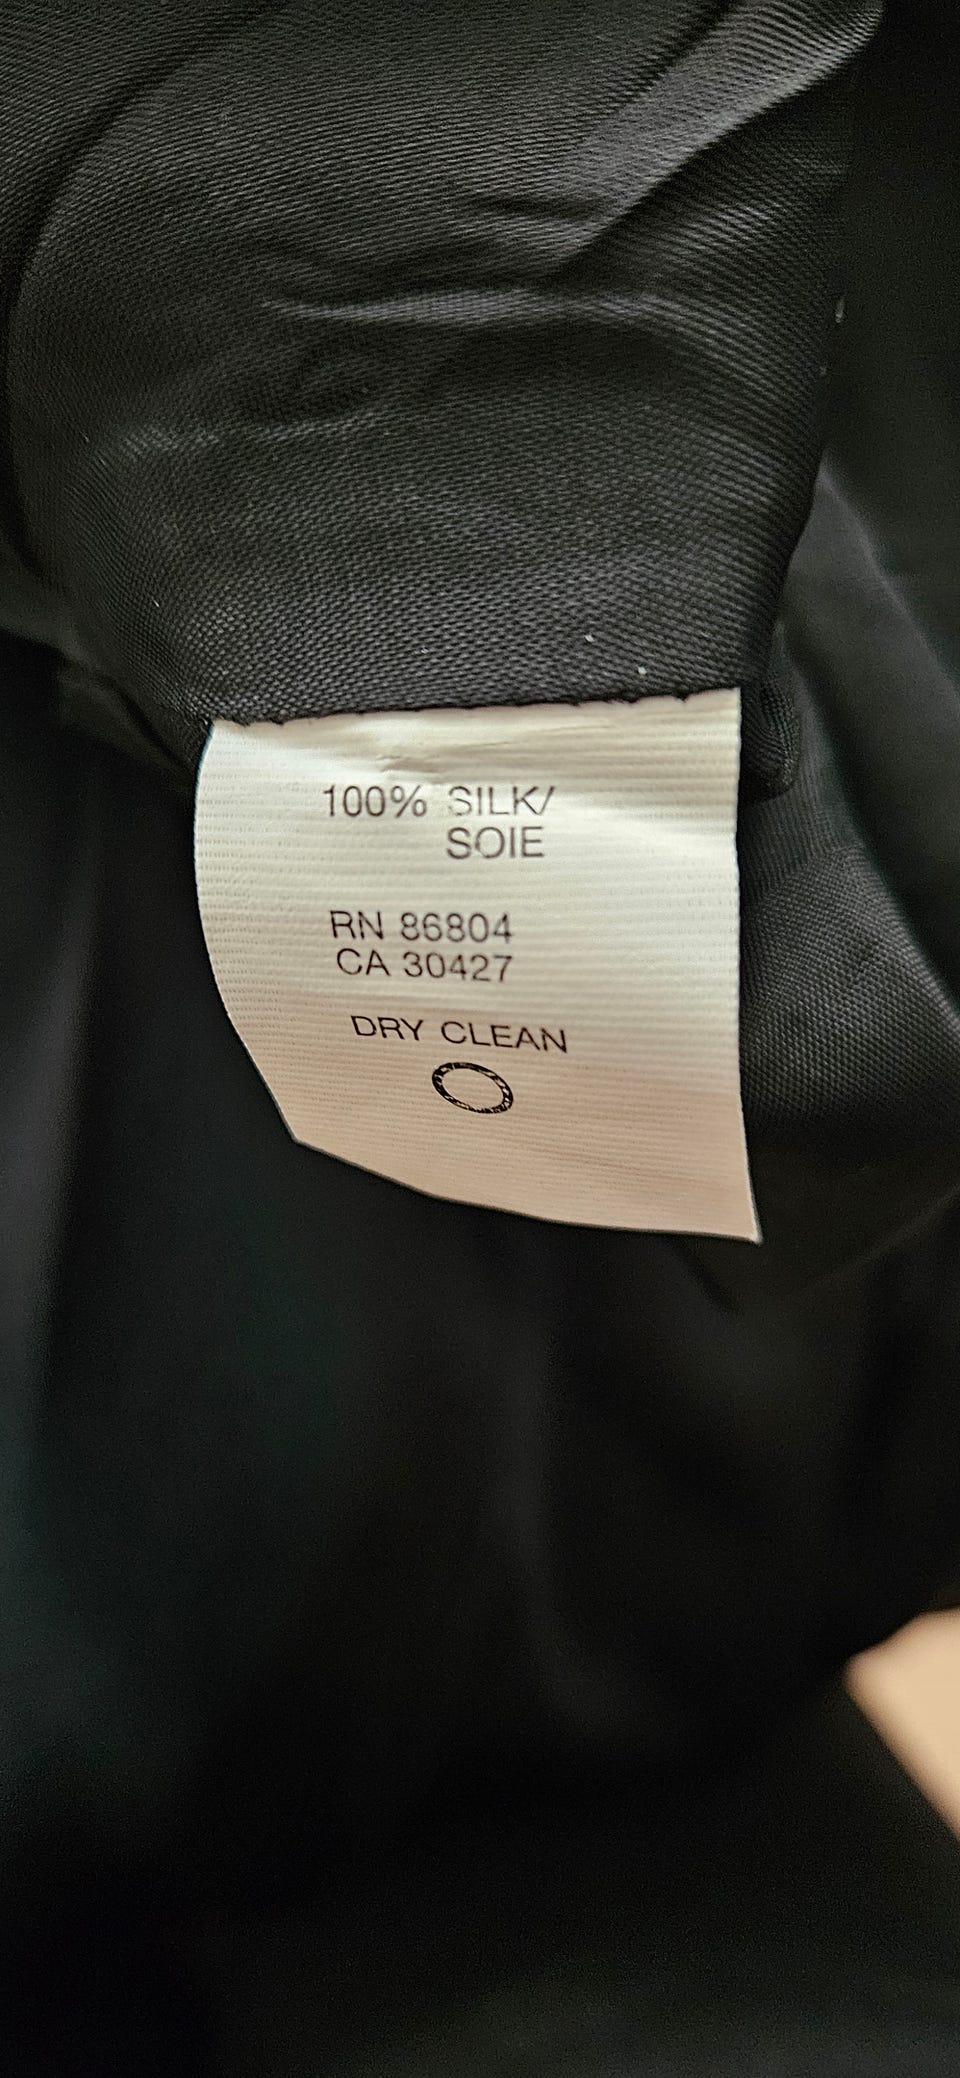 100% SILK/
SOIE
RN 86804
CA 30427
DRY CLEAN